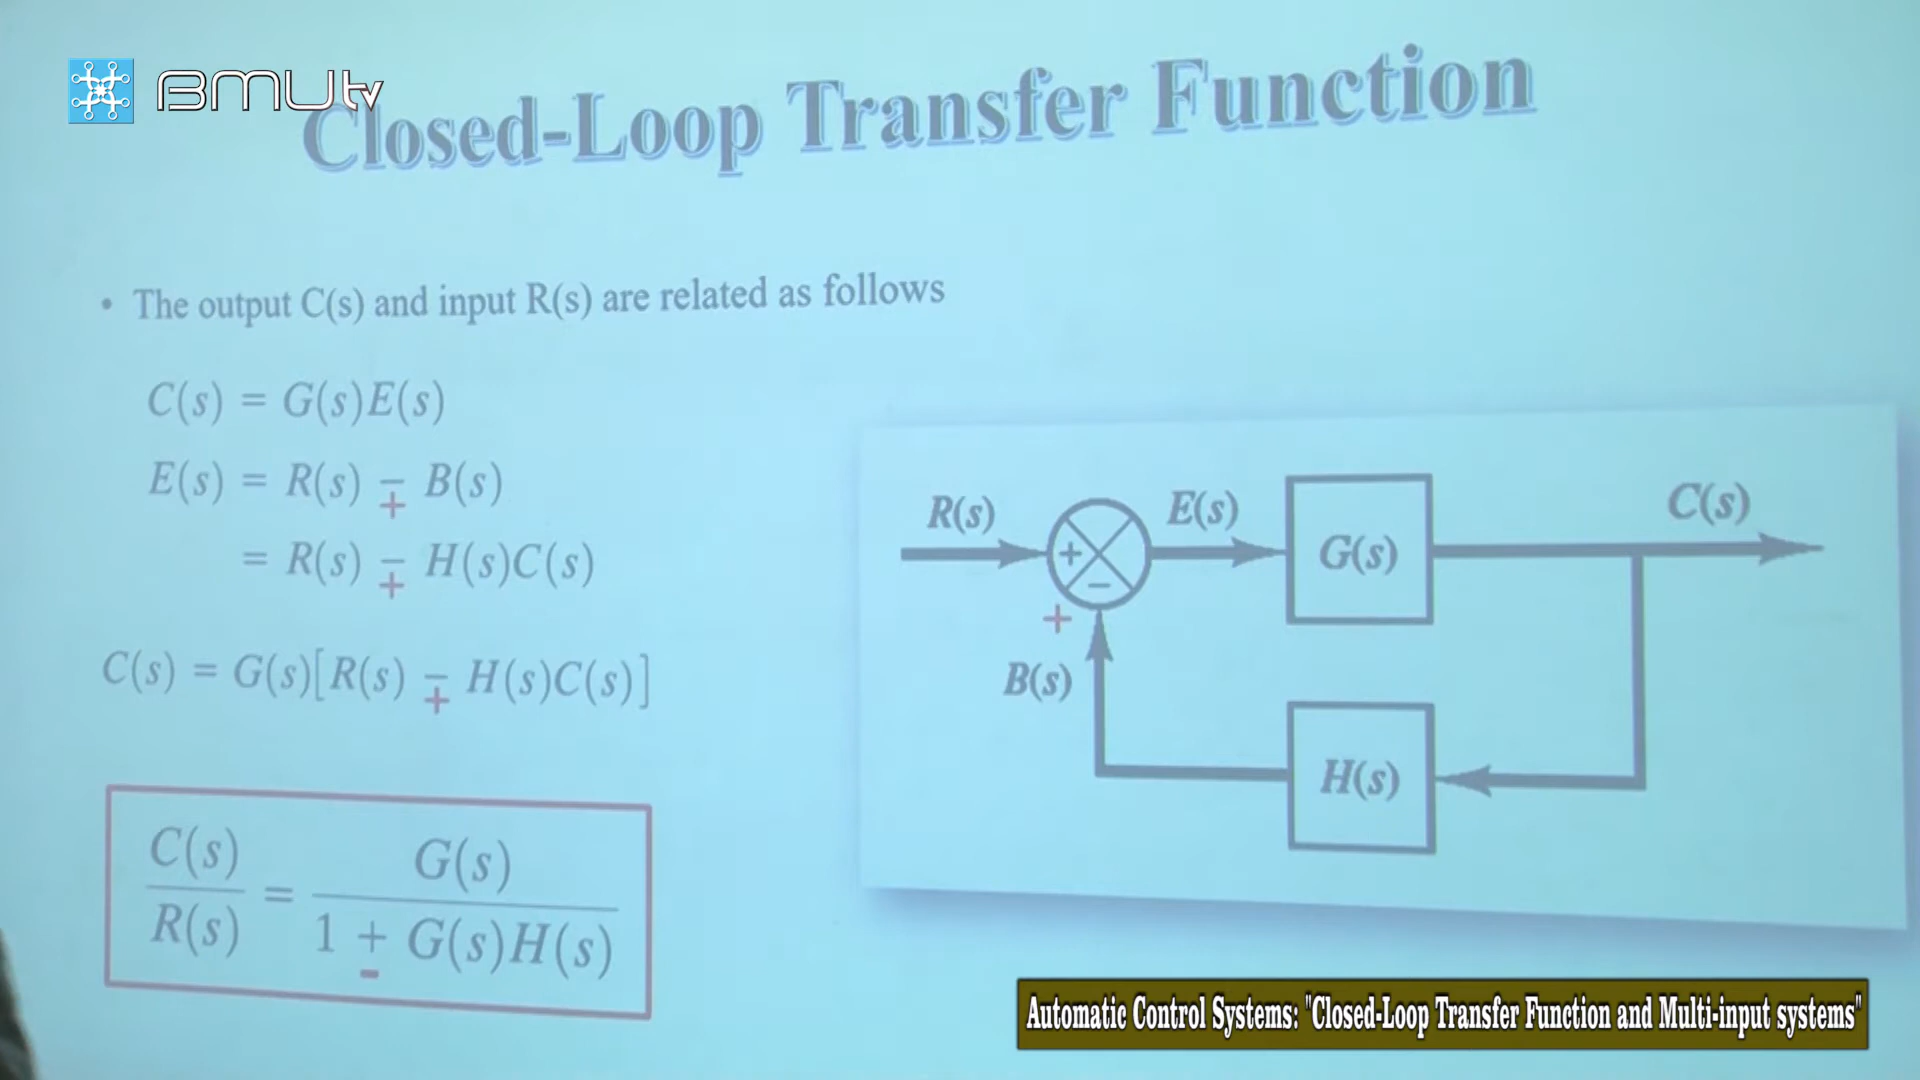 BMUtv
Closed-Loop Transfer Function
• The output C(s) and input R(s) are related as follows
C(s) = G(s)E(s)
E(s) = R(s) ∓ B(s)
= R(s) ∓ H(s)C(s)
C(s) = G(s)[R(s) ∓ H(s)C(s)]
C(s)
R(s)
=
G(s)
1 ± G(s)H(s)
R(s)
+
−
+
B(s)
E(s)
G(s)
C(s)
H(s)
Automatic Control Systems: "Closed-Loop Transfer Function and Multi-input systems"